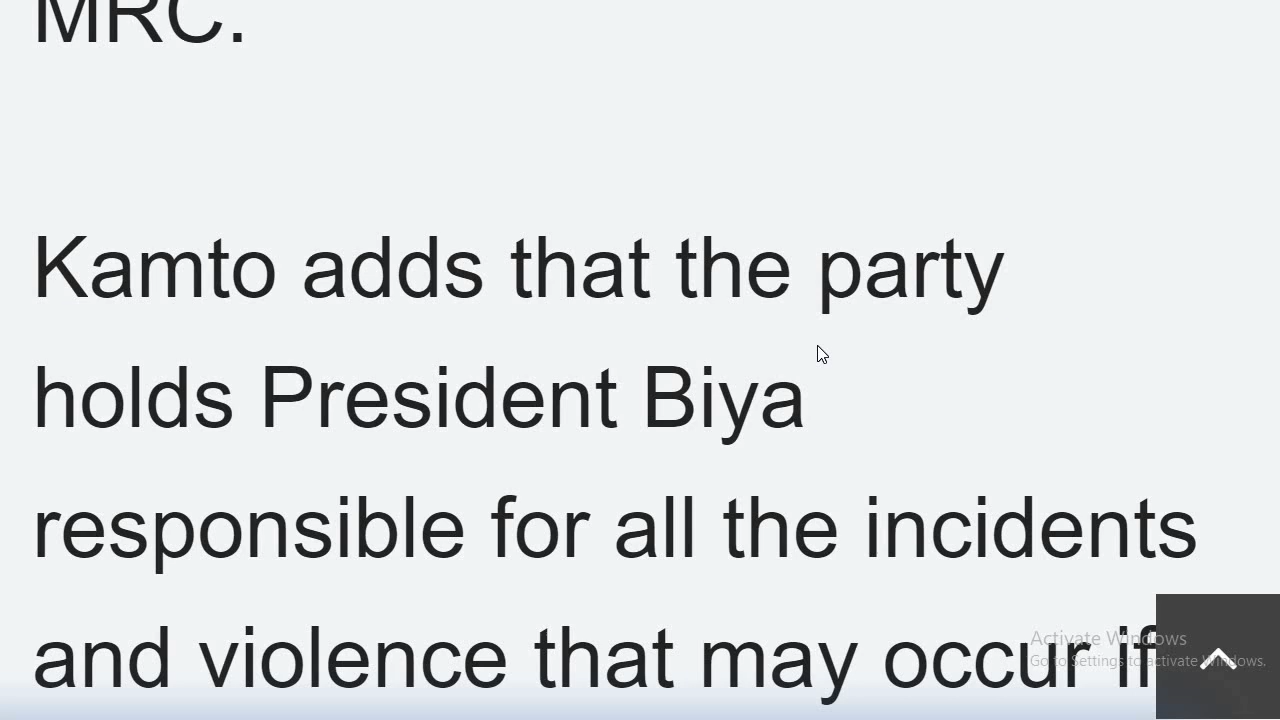 MRC.
Kamto adds that the party
holds President Biya
responsible for all the incidents
and violence that may occur if
Activate Windows
Go to Settings to activate Windows.